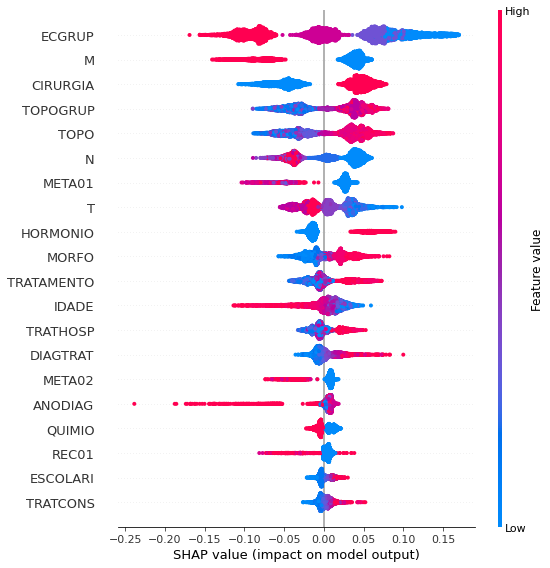 High
ECGRUP
M
CIRURGIA
TOPOGRUP
TOPO
N
META01
T
HORMONIO
MORFO
TRATAMENTO
IDADE
TRATHOSP
DIAGTRAT
META02
ANODIAG
QUIMIO
REC01
ESCOLARI
TRATCONS
Feature value
Low
−0.25 −0.20 −0.15 −0.10 −0.05 0.00 0.05 0.10 0.15
SHAP value (impact on model output)